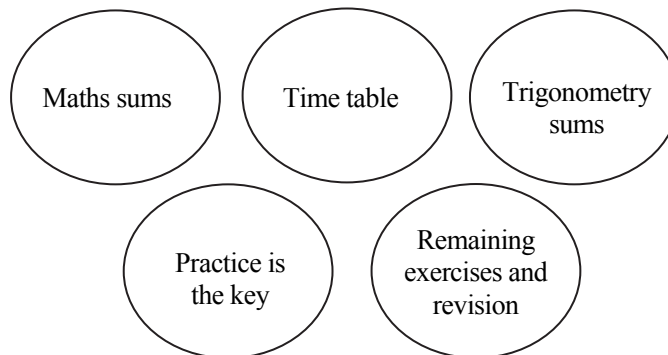 Maths sums
Time table
Trigonometry
sums
Practice is
the key
Remaining
exercises and
revision